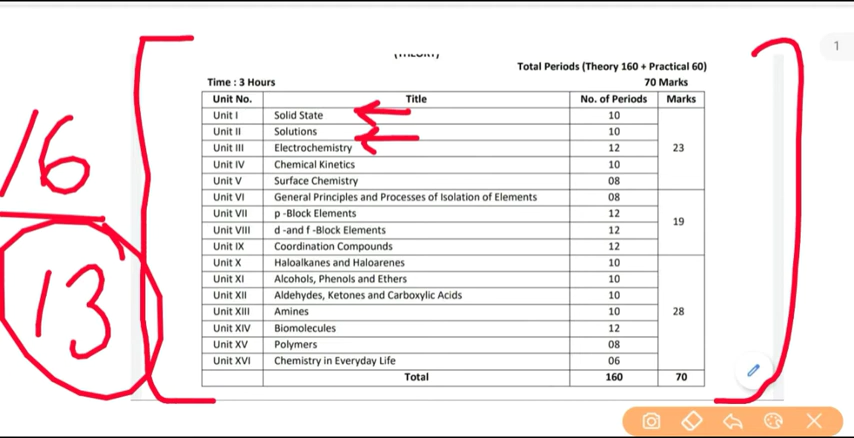 (THEORY)
Total Periods (Theory 160 + Practical 60)
Time : 3 Hours 70 Marks
Unit No. Title No. of Periods Marks
Unit I Solid State 10
Unit II Solutions 10
Unit III Electrochemistry 12 23
Unit IV Chemical Kinetics 10
Unit V Surface Chemistry 08
Unit VI General Principles and Processes of Isolation of Elements 08
Unit VII p -Block Elements 12 19
Unit VIII d -and f -Block Elements 12
Unit IX Coordination Compounds 12
Unit X Haloalkanes and Haloarenes 10
Unit XI Alcohols, Phenols and Ethers 10
Unit XII Aldehydes, Ketones and Carboxylic Acids 10
Unit XIII Amines 10 28
Unit XIV Biomolecules 12
Unit XV Polymers 08
Unit XVI Chemistry in Everyday Life 06
Total 160 70
16
13
1